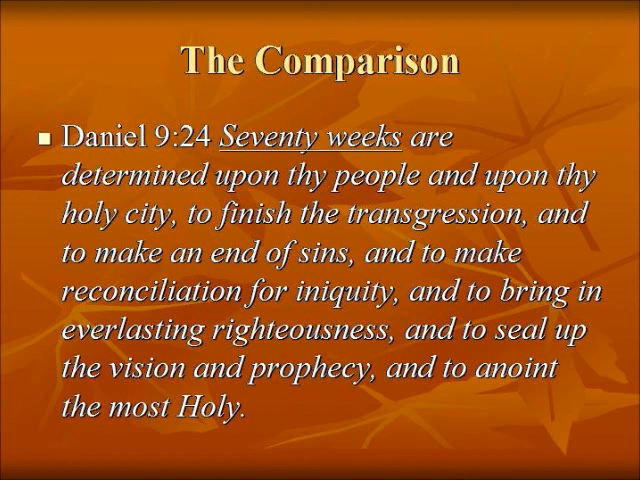 The Comparison
Daniel 9:24 Seventy weeks are
determined upon thy people and upon thy
holy city, to finish the transgression, and
to make an end of sins, and to make
reconciliation for iniquity, and to bring in
everlasting righteousness, and to seal up
the vision and prophecy, and to anoint
the most Holy.